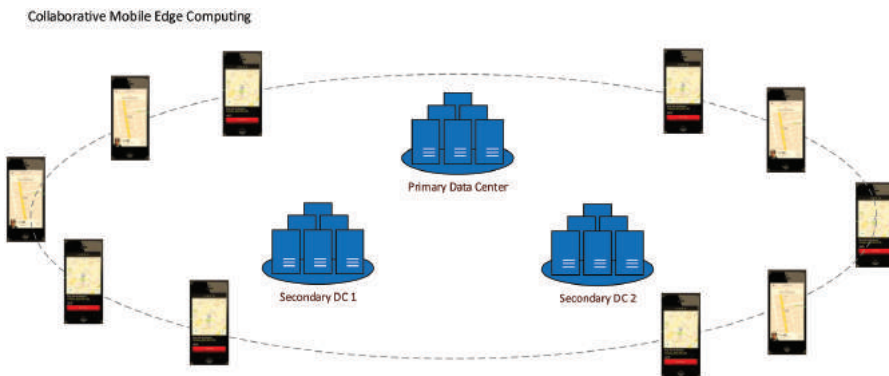 Collaborative Mobile Edge Computing
Primary Data Center
Secondary DC 1
Secondary DC 2